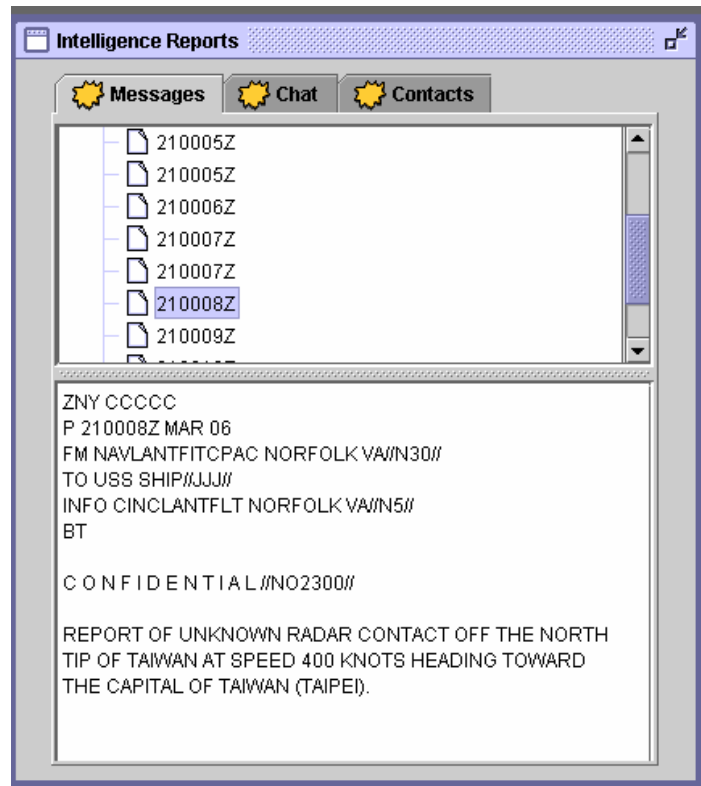 Intelligence Reports
Messages Chat Contacts
210005Z
210005Z
210006Z
210007Z
210007Z
210008Z
210009Z
ZNY CCCCC
P 210008Z MAR 06
FM NAVLANTFITCPAC NORFOLK VA//N30//
TO USS SHIP//JJJ//
INFO CINCLANTFLT NORFOLK VA//N5//
BT
C O N F I D E N T I A L //NO2300//
REPORT OF UNKNOWN RADAR CONTACT OFF THE NORTH
TIP OF TAIWAN AT SPEED 400 KNOTS HEADING TOWARD
THE CAPITAL OF TAIWAN (TAIPEI).